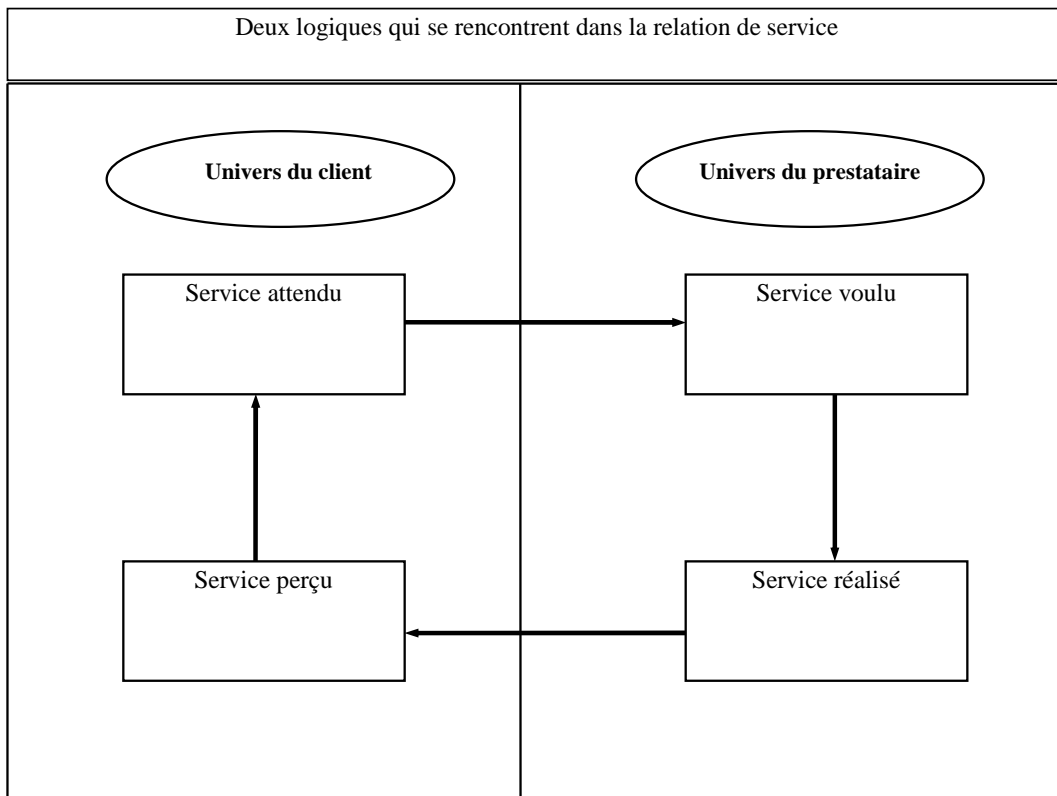 Deux logiques qui se rencontrent dans la relation de service
Univers du client
Univers du prestataire
Service attendu
Service voulu
Service perçu
Service réalisé